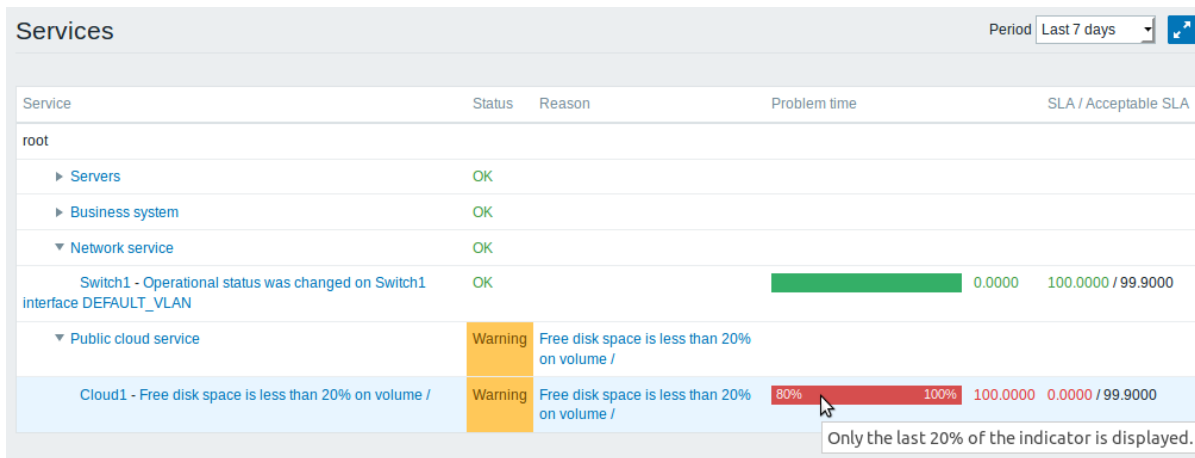 Services
Period Last 7 days
Service Status Reason Problem time SLA / Acceptable SLA
root
Servers OK
Business system OK
Network service OK
Switch1 - Operational status was changed on Switch1 OK 0.0000 100.0000 / 99.9000
interface DEFAULT_VLAN
Public cloud service Warning Free disk space is less than 20%
on volume /
Cloud1 - Free disk space is less than 20% on volume / Warning Free disk space is less than 20% 80% 100% 100.0000 0.0000 / 99.9000
on volume /
Only the last 20% of the indicator is displayed.